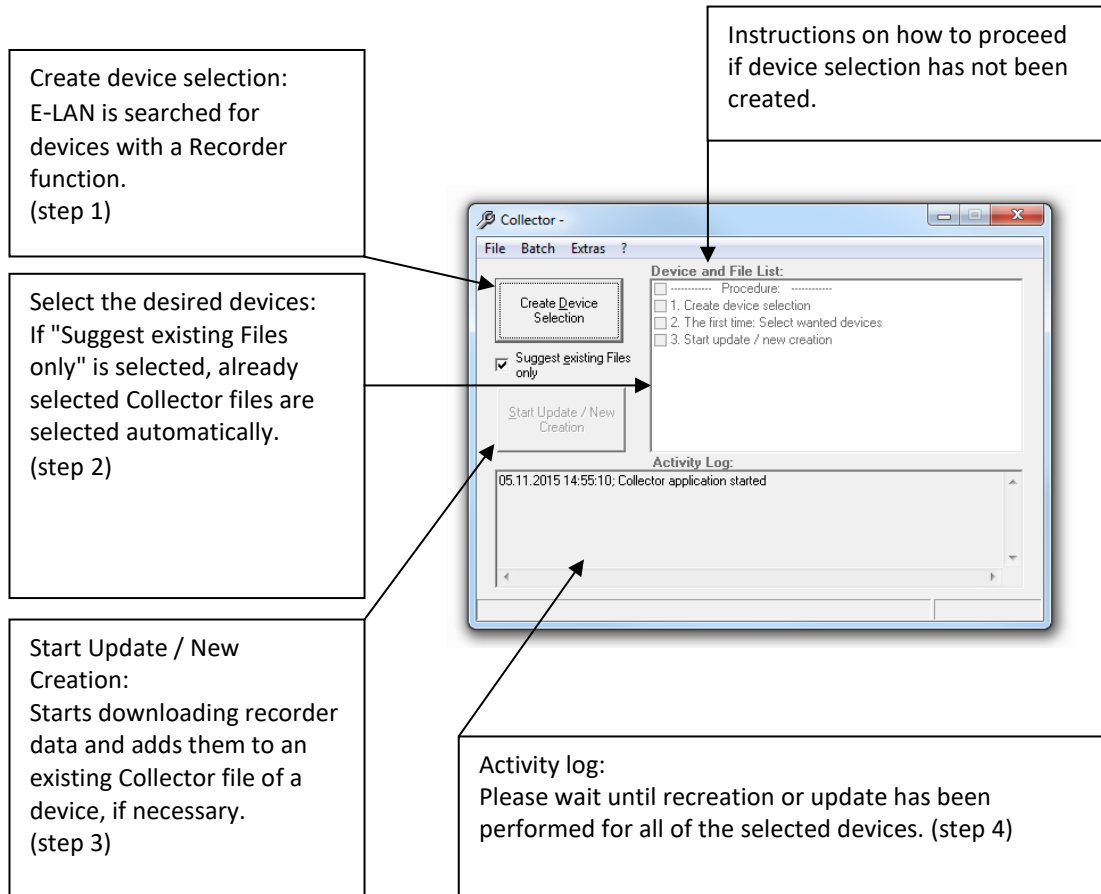 Instructions on how to proceed
if device selection has not been
created.
Create device selection:
E-LAN is searched for
devices with a Recorder
function.
(step 1)
Select the desired devices:
If "Suggest existing Files
only" is selected, already
selected Collector files are
selected automatically.
(step 2)
Start Update / New
Creation:
Starts downloading recorder
data and adds them to an
existing Collector file of a
device, if necessary.
(step 3)
Collector -
File Batch Extras ?
Create Device
Selection
Suggest existing Files
only
Start Update / New
Creation
Device and File List:
----------- Procedure: -----------
1. Create device selection
2. The first time: Select wanted devices
3. Start update / new creation
Activity Log:
05.11.2015 14:55:10; Collector application started
Activity log:
Please wait until recreation or update has been
performed for all of the selected devices. (step 4)